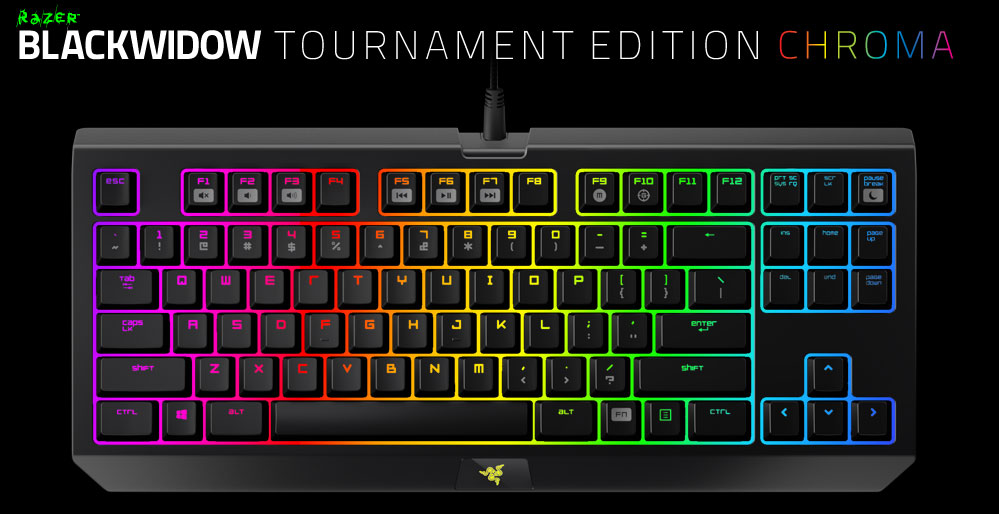 RAZER™
BLACKWIDOW TOURNAMENT EDITION CHROMA
esc F1 F2 F3 F4 F5 F6 F7 F8 F9 F10 F11 F12 prt sc sys rq scr lk pause break
M
1 2 3 4 5 6 7 8 9 0 - = ← ins home page up
~ ! @ # $ % ^ & * ( ) _ +
Tab Q W E R T Y U I O P [ ] \ del end page down
{ } |
caps lk A S D F G H J K L ; ' enter
: "
shift Z X C V B N M , . / shift
< > ?
ctrl alt alt fn ctrl